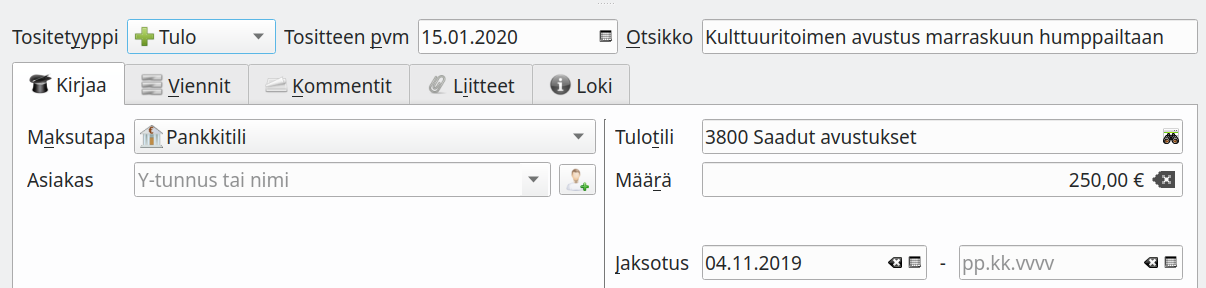 Tositetyyppi Tulo Tositteen pvm 15.01.2020 Otsikko Kulttuuritoimen avustus marraskuun humppailtaan
Kirjaa Viennit Kommentit Liitteet Loki
Maksutapa Pankkitili Tulotili 3800 Saadut avustukset
Asiakas Y-tunnus tai nimi Määrä 250,00 €
Jaksotus 04.11.2019 - pp.kk.vvvv